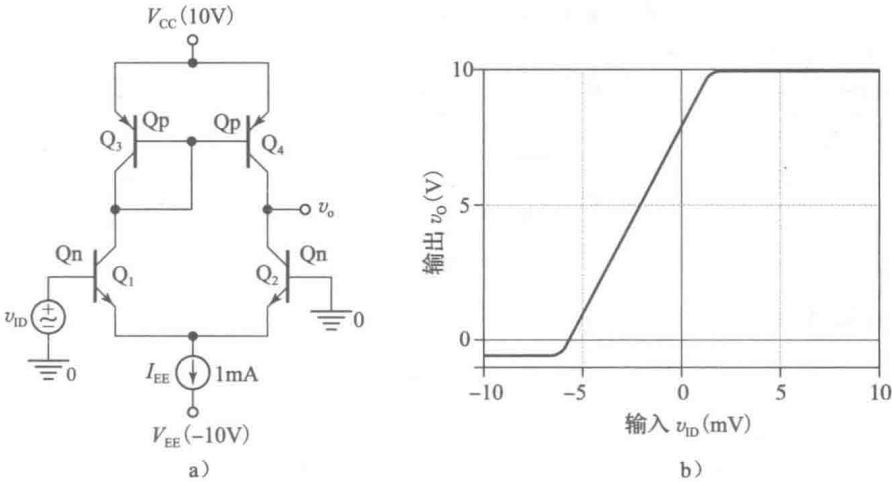 V_CC(10V)
Qp
Qp
Q_3
Q_4
v_o
Qn
Qn
Q_1
Q_2
v_ID
0
0
I_EE
1mA
V_EE(-10V)
a)
10
5
0
-10
-5
0
5
10
输出 v_O(V)
输入 v_ID(mV)
b)